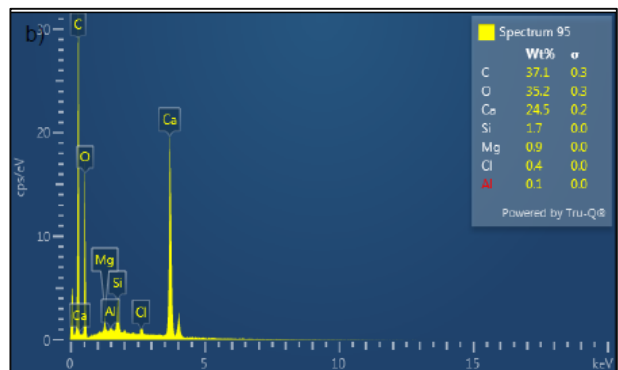 b)
30
20
10
0
cps/eV
C
O
Ca
Mg
Si
Ca
Al
Cl
0
5
15
keV
Spectrum 95
Wt% σ
C 37.1 0.3
O 35.2 0.3
Ca 24.5 0.2
Si 1.7 0.0
Mg 0.9 0.0
Cl 0.4 0.0
Al 0.1 0.0
Powered by Tru-Q®